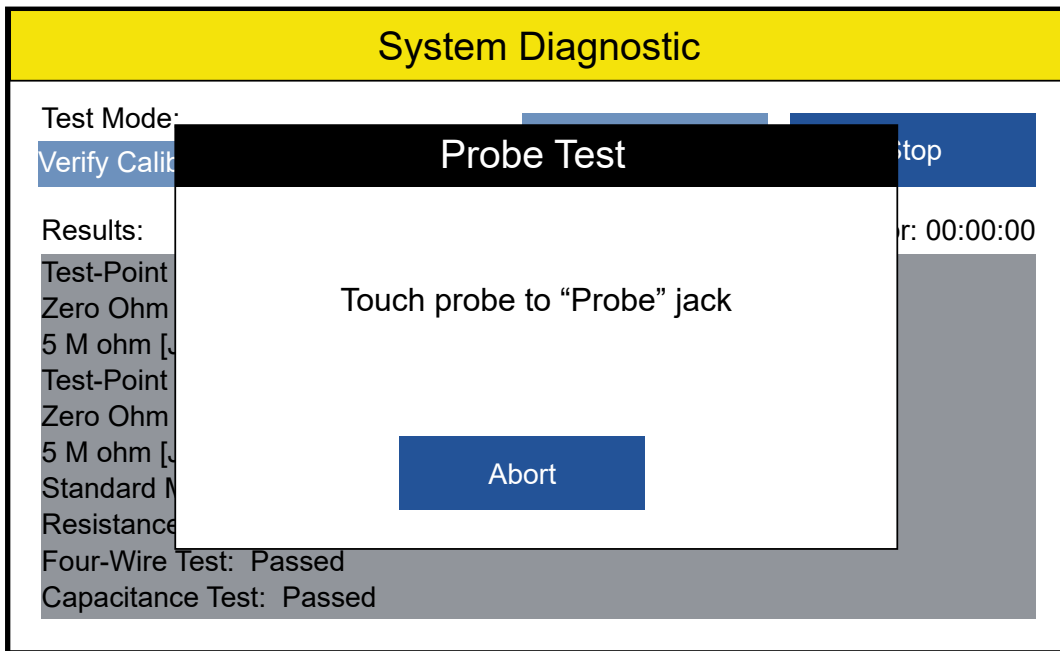 System Diagnostic
Test Mode:
Verify Calib
Stop
Probe Test
Results:
r: 00:00:00
Test-Point
Zero Ohm
5 M ohm [J
Test-Point
Zero Ohm
5 M ohm [J
Standard M
Resistance
Four-Wire Test:  Passed
Capacitance Test:  Passed
Touch probe to “Probe” jack
Abort